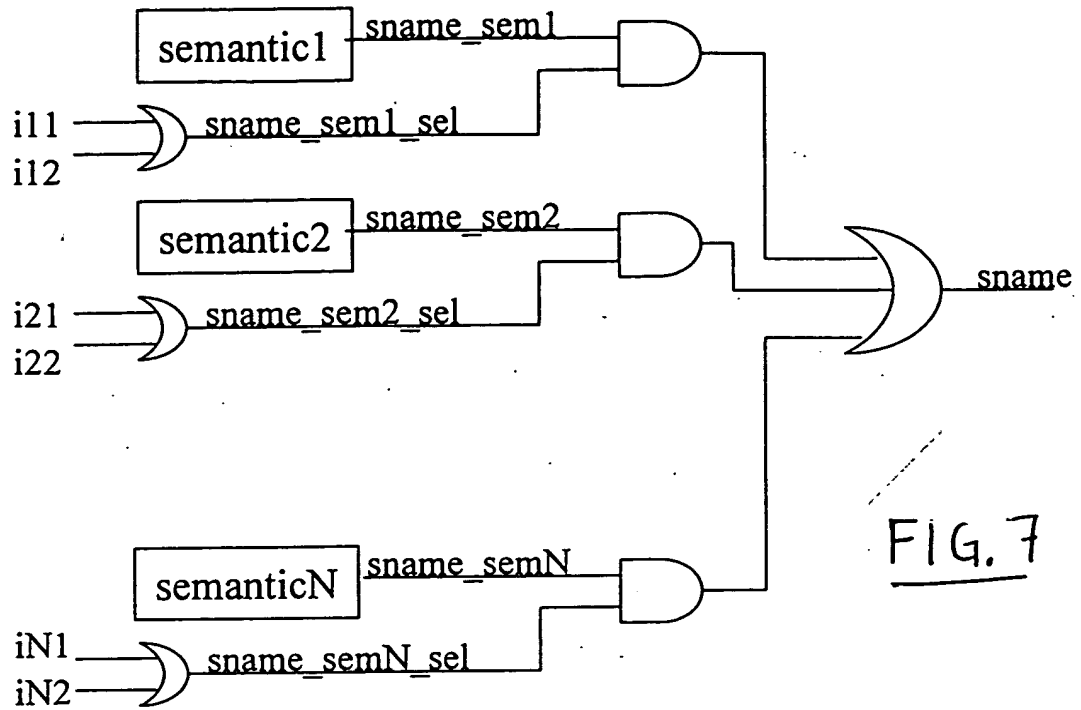 semantic1
sname_sem1
i11
sname_sem1_sel
i12
semantic2
sname_sem2
i21
sname_sem2_sel
i22
sname
semanticN
sname_semN
iN1
sname_semN_sel
iN2
FIG. 7